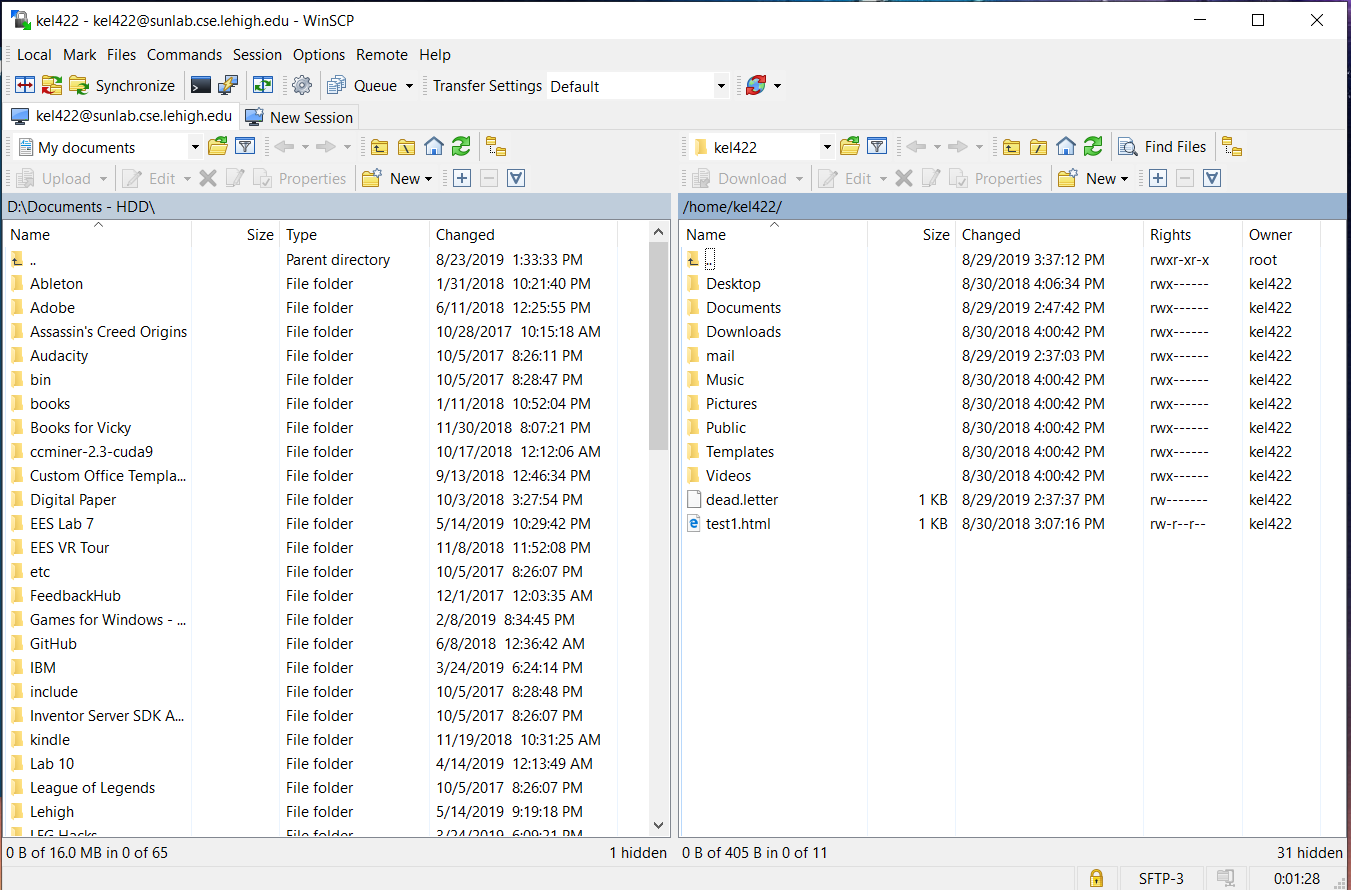 kel422 - kel422@sunlab.cse.lehigh.edu - WinSCP
Local Mark Files Commands Session Options Remote Help
Synchronize Queue Transfer Settings Default
kel422@sunlab.cse.lehigh.edu New Session
My documents
Upload Edit Properties New
D:\Documents - HDD\
Name Size Type Changed
.. Parent directory 8/23/2019 1:33:33 PM
Ableton File folder 1/31/2018 10:21:40 PM
Adobe File folder 6/11/2018 12:25:55 PM
Assassin's Creed Origins File folder 10/28/2017 10:15:18 AM
Audacity File folder 10/5/2017 8:26:11 PM
bin File folder 10/5/2017 8:28:47 PM
books File folder 1/11/2018 10:52:04 PM
Books for Vicky File folder 11/30/2018 8:07:21 PM
ccminer-2.3-cuda9 File folder 10/17/2018 12:12:06 AM
Custom Office Templa... File folder 9/13/2018 12:46:34 PM
Digital Paper File folder 10/3/2018 3:27:54 PM
EES Lab 7 File folder 5/14/2019 10:29:42 PM
EES VR Tour File folder 11/8/2018 11:52:08 PM
etc File folder 10/5/2017 8:26:07 PM
FeedbackHub File folder 12/1/2017 12:03:35 AM
Games for Windows - ... File folder 2/8/2019 8:34:45 PM
GitHub File folder 6/8/2018 12:36:42 AM
IBM File folder 3/24/2019 6:24:14 PM
include File folder 10/5/2017 8:28:48 PM
Inventor Server SDK A... File folder 10/5/2017 8:26:07 PM
kindle File folder 11/19/2018 10:31:25 AM
Lab 10 File folder 4/14/2019 12:13:49 AM
League of Legends File folder 10/5/2017 8:26:07 PM
Lehigh File folder 5/14/2019 9:19:18 PM
LFG Hacks File folder 3/24/2019 6:09:21 PM
0 B of 16.0 MB in 0 of 65 1 hidden
kel422 Find Files
Download Edit Properties New
/home/kel422/
Name Size Changed Rights Owner
.. 8/29/2019 3:37:12 PM rwxr-xr-x root
Desktop 8/30/2018 4:06:34 PM rwx------ kel422
Documents 8/29/2019 2:47:42 PM rwx------ kel422
Downloads 8/30/2018 4:00:42 PM rwx------ kel422
mail 8/29/2019 2:37:03 PM rwx------ kel422
Music 8/30/2018 4:00:42 PM rwx------ kel422
Pictures 8/30/2018 4:00:42 PM rwx------ kel422
Public 8/30/2018 4:00:42 PM rwx------ kel422
Templates 8/30/2018 4:00:42 PM rwx------ kel422
Videos 8/30/2018 4:00:42 PM rwx------ kel422
dead.letter 1 KB 8/29/2019 2:37:37 PM rw------- kel422
test1.html 1 KB 8/30/2018 3:07:16 PM rw-r--r-- kel422
0 B of 405 B in 0 of 11 31 hidden
SFTP-3 0:01:28